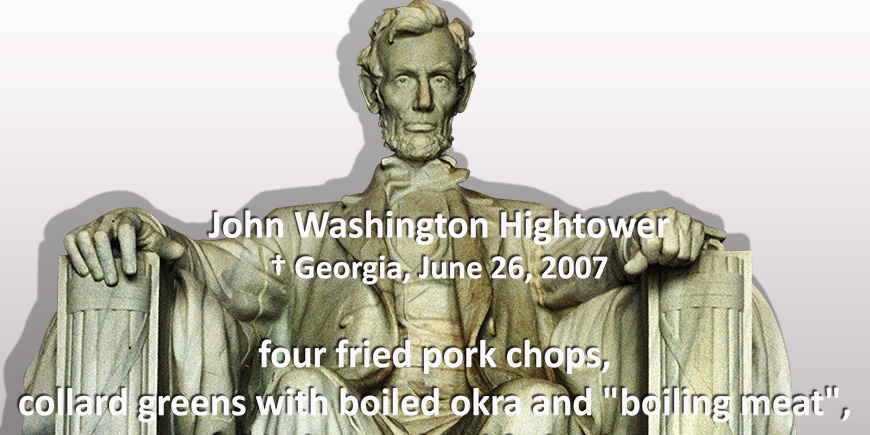 John Washington Hightower
† Georgia, June 26, 2007
four fried pork chops,
collard greens with boiled okra and "boiling meat",